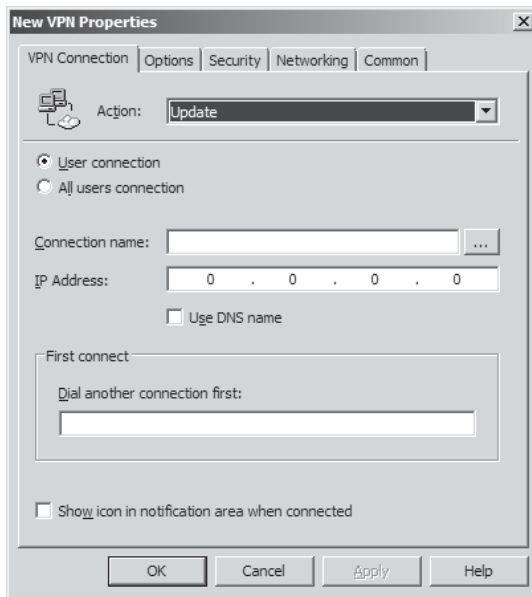 New VPN Properties
VPN Connection Options Security Networking Common
Action: Update
User connection
All users connection
Connection name: ...
IP Address: 0 . 0 . 0 . 0
Use DNS name
First connect
Dial another connection first:
Show icon in notification area when connected
OK Cancel Apply Help